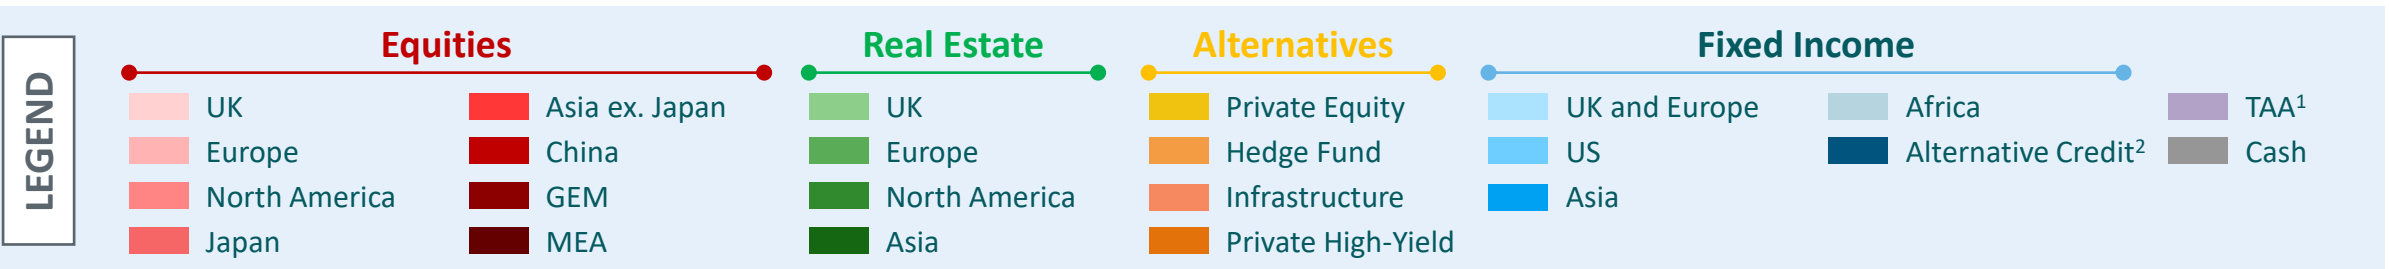 LEGEND
Equities
UK
Europe
North America
Japan
Asia ex. Japan
China
GEM
MEA
Real Estate
UK
Europe
North America
Asia
Alternatives
Private Equity
Hedge Fund
Infrastructure
Private High-Yield
Fixed Income
UK and Europe
US
Asia
Africa
Alternative Credit²
TAA¹
Cash